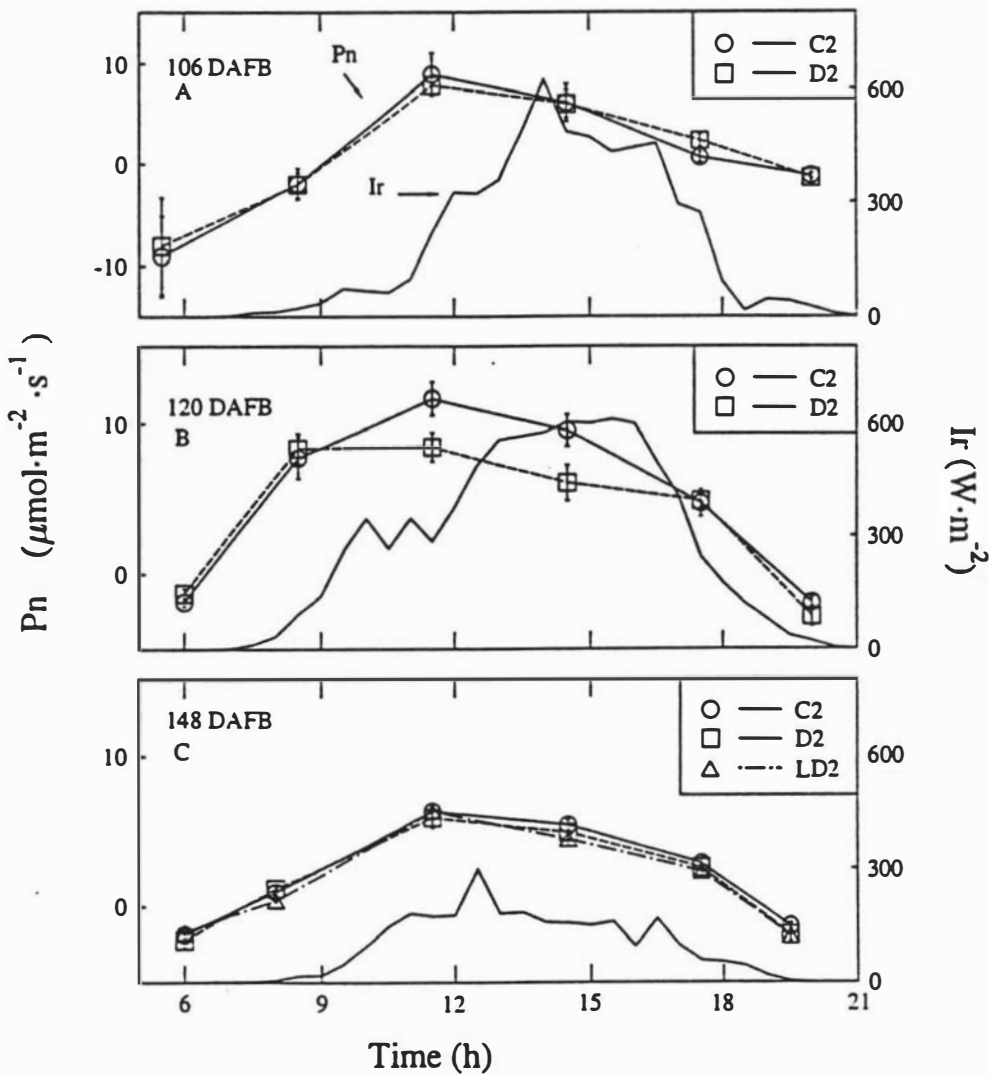 106 DAFB
A
Pn
Ir
C2
D2
10
0
-10
600
300
0
120 DAFB
B
C2
D2
10
0
600
300
0
148 DAFB
C
C2
D2
LD2
10
0
600
300
0
6 9 12 15 18 21
Time (h)
Pn (μmol·m⁻²·s⁻¹)
Ir (W·m⁻²)